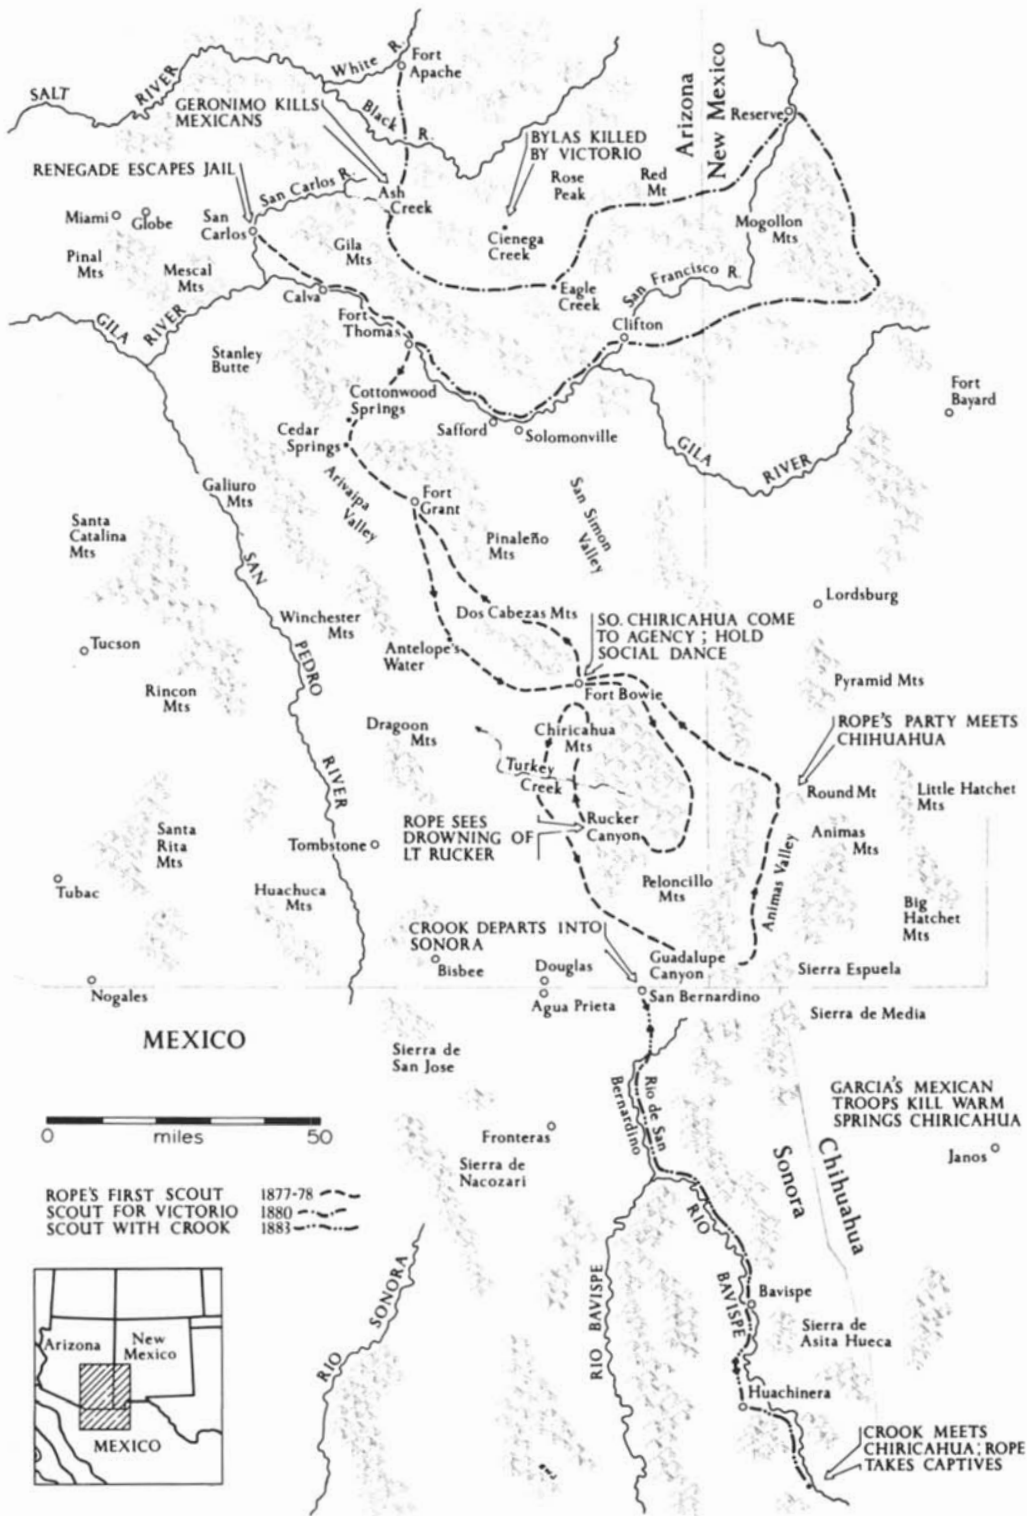 White R.
Fort
Apache
SALT
RIVER
GERONIMO KILLS
MEXICANS
Black
R.
Arizona
New Mexico
Reserve
BYLAS KILLED
BY VICTORIO
RENEGADE ESCAPES JAIL
San Carlos R.
Ash
Creek
Rose
Peak
Red
Mt
Miami
Globe
San
Carlos
Gila
Mts
Cienega
Creek
Mogollon
Mts
Pinal
Mts
Mescal
Mts
Calva
Eagle
Creek
San Francisco R.
GILA
RIVER
Fort
Thomas
Clifton
Stanley
Butte
Cottonwood
Springs
Fort
Bayard
Cedar
Springs
Safford
Solomonville
GILA
RIVER
Galiuro
Mts
Arivaipa
Valley
Fort
Grant
San Simon
Valley
Santa
Catalina
Mts
Pinaleño
Mts
SAN
PEDRO
RIVER
Winchester
Mts
Dos Cabezas Mts
Lordsburg
SO. CHIRICAHUA COME
TO AGENCY; HOLD
SOCIAL DANCE
Tucson
Antelope's
Water
Rincon
Mts
Fort Bowie
Pyramid Mts
Dragoon
Mts
Chiricahua
Mts
ROPE'S PARTY MEETS
CHIHUAHUA
Turkey
Creek
Round Mt
Little Hatchet
Mts
ROPE SEES
DROWNING OF
LT RUCKER
Rucker
Canyon
Santa
Rita
Mts
Tombstone
Animas
Mts
Animas Valley
Tubac
Huachuca
Mts
Peloncillo
Mts
Big
Hatchet
Mts
CROOK DEPARTS INTO
SONORA
Bisbee
Douglas
Guadalupe
Canyon
Sierra Espuela
Nogales
Agua Prieta
San Bernardino
Sierra de Media
MEXICO
Sierra de
San Jose
Rio de San
Bernardino
GARCIA'S MEXICAN
TROOPS KILL WARM
SPRINGS CHIRICAHUA
0 miles 50
Fronteras
Janos
Sierra de
Nacozari
Sonora
Chihuahua
ROPE'S FIRST SCOUT 1877-78
SCOUT FOR VICTORIO 1880
SCOUT WITH CROOK 1883
RIO
BAVISPE
RIO SONORA
RIO BAVISPE
Bavispe
Sierra de
Asita Hueca
Arizona
New
Mexico
MEXICO
Huachinera
CROOK MEETS
CHIRICAHUA; ROPE
TAKES CAPTIVES